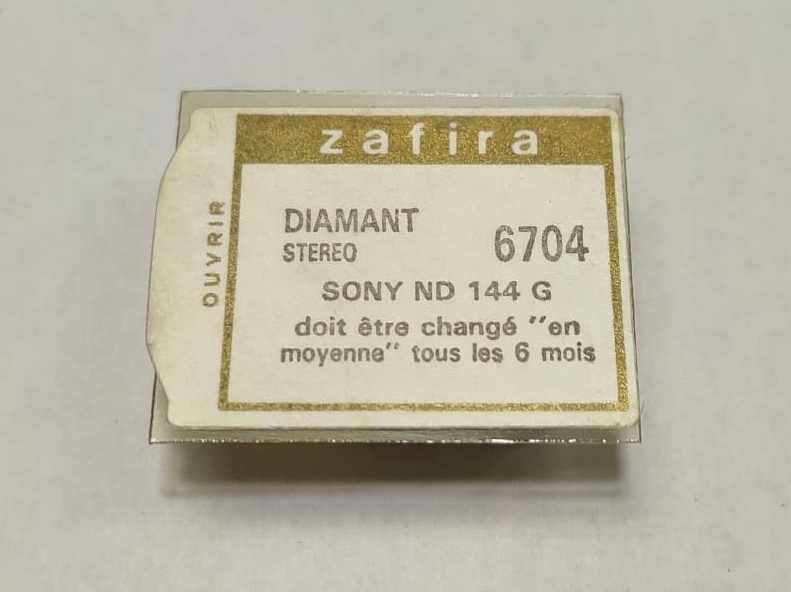 zafira
OUVRIR
DIAMANT
STEREO
6704
SONY ND 144 G
doit être changé "en
moyenne" tous les 6 mois